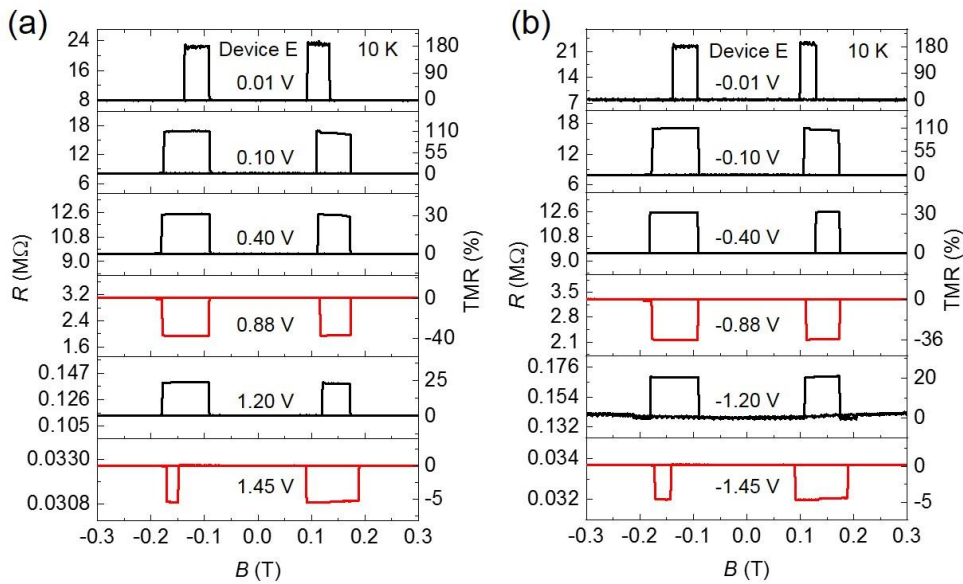 (a)
Device E 10 K
24
20
16
12
8
180
90
0
0.01 V
18
12
6
110
55
0
0.10 V
12.6
10.8
9.0
30
0
0.40 V
3.2
2.4
1.6
0
-40
0.88 V
0.147
0.126
0.105
25
0
1.20 V
0.0330
0.0308
0
-5
1.45 V
R (MΩ)
TMR (%)
-0.3 -0.2 -0.1 0.0 0.1 0.2 0.3
B (T)
(b)
Device E 10 K
21
14
7
180
90
0
-0.01 V
18
12
6
110
55
0
-0.10 V
12.6
10.8
9.0
30
0
-0.40 V
3.5
2.8
2.1
0
-36
-0.88 V
0.176
0.154
0.132
20
0
-1.20 V
0.034
0.032
0
-5
-1.45 V
R (MΩ)
TMR (%)
-0.3 -0.2 -0.1 0.0 0.1 0.2 0.3
B (T)